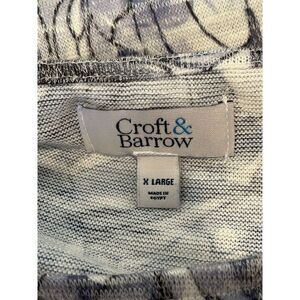 Croft &
Barrow
X LARGE
MADE IN
EGYPT